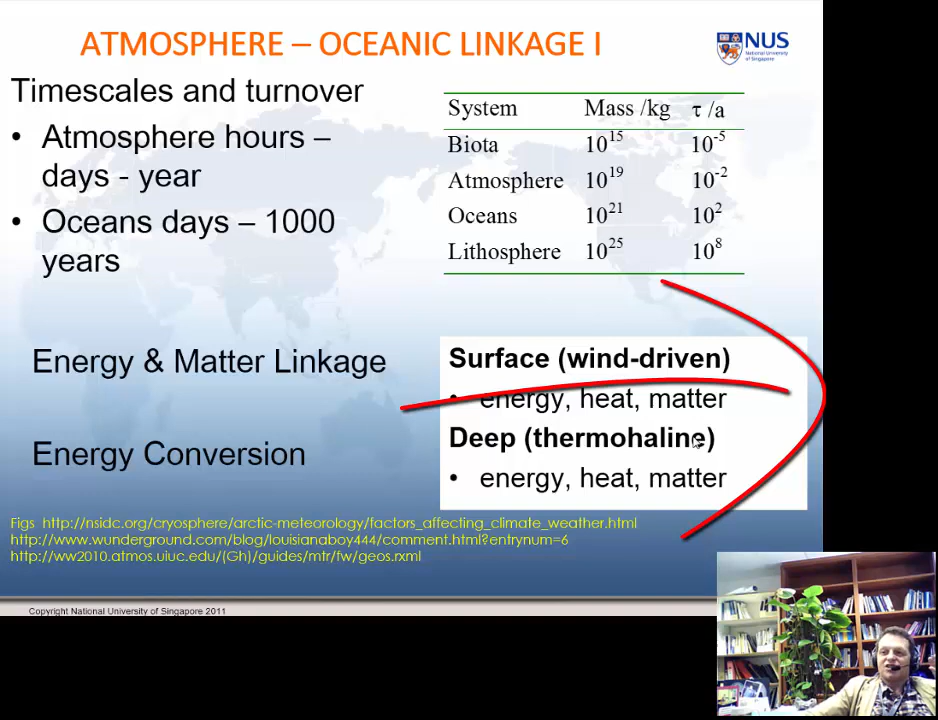 ATMOSPHERE – OCEANIC LINKAGE I
NUS
National University
of Singapore
Timescales and turnover
• Atmosphere hours –
days - year
• Oceans days – 1000
years
System Mass /kg τ /a
Biota 10^15 10^-5
Atmosphere 10^19 10^-2
Oceans 10^21 10^2
Lithosphere 10^25 10^8
Energy & Matter Linkage
Energy Conversion
Surface (wind-driven)
• energy, heat, matter
Deep (thermohaline)
• energy, heat, matter
Figs http://nsidc.org/cryosphere/arctic-meteorology/factors_affecting_climate_weather.html
http://www.wunderground.com/blog/louisianaboy444/comment.html?entrynum=6
http://ww2010.atmos.uiuc.edu/(Gh)/guides/mtr/fw/geos.rxml
Copyright National University of Singapore 2011